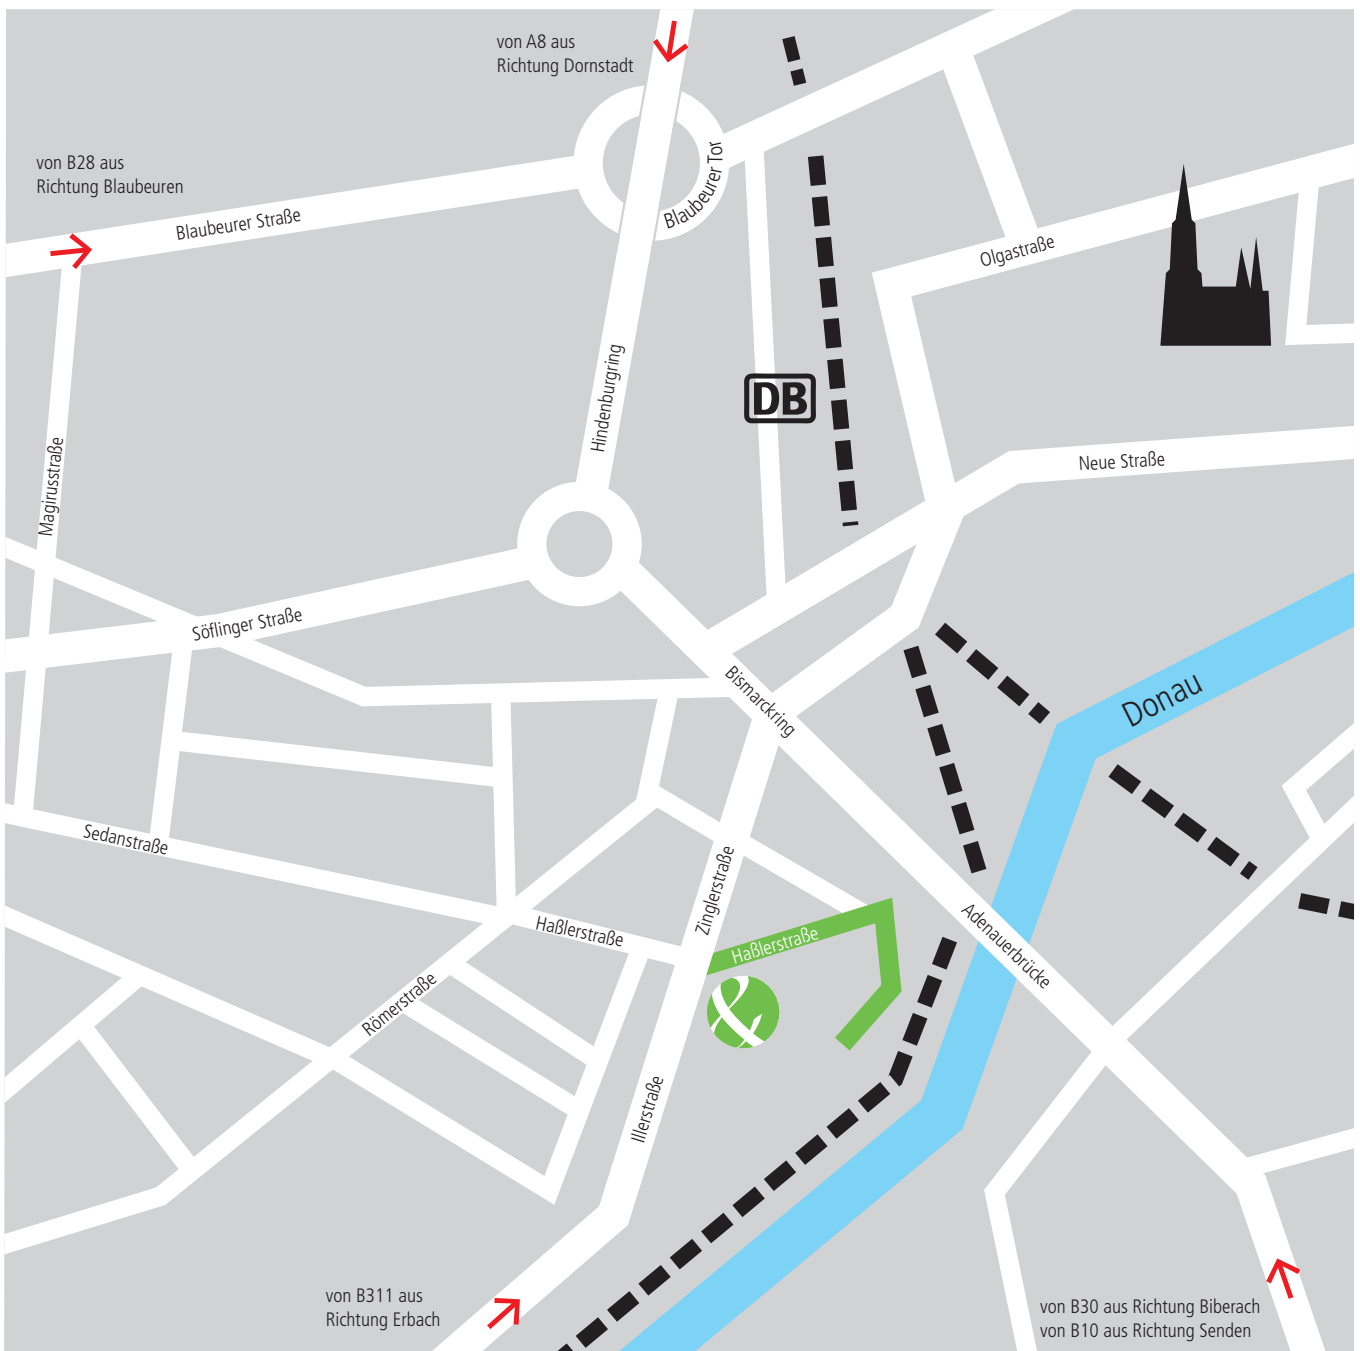 von A8 aus
Richtung Dornstadt
von B28 aus
Richtung Blaubeuren
Blaubeurer Tor
Blaubeurer Straße
Olgastraße
Hindenburgring
DB
Magirusstraße
Neue Straße
Söflinger Straße
Bismarckring
Donau
Sedanstraße
Zinglerstraße
Haßlerstraße
Haßlerstraße
Adenauerbrücke
Römerstraße
&
Illerstraße
von B311 aus
Richtung Erbach
von B30 aus Richtung Biberach
von B10 aus Richtung Senden